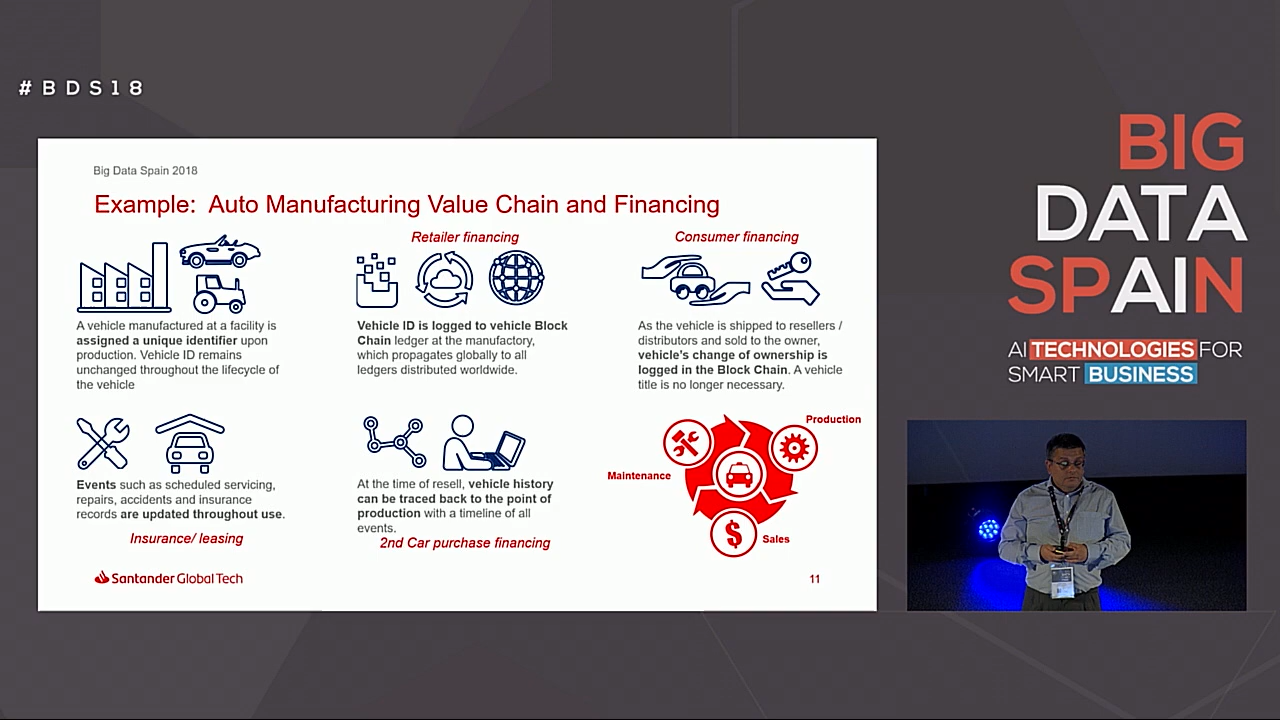 #BDS18
Big Data Spain 2018
Example: Auto Manufacturing Value Chain and Financing
Retailer financing
Consumer financing
A vehicle manufactured at a facility is
assigned a unique identifier upon
production. Vehicle ID remains
unchanged throughout the lifecycle of
the vehicle
Vehicle ID is logged to vehicle Block
Chain ledger at the manufactory,
which propagates globally to all
ledgers distributed worldwide.
As the vehicle is shipped to resellers /
distributors and sold to the owner,
vehicle's change of ownership is
logged in the Block Chain. A vehicle
title is no longer necessary.
Events such as scheduled servicing,
repairs, accidents and insurance
records are updated throughout use.
Insurance/ leasing
At the time of resell, vehicle history
can be traced back to the point of
production with a timeline of all
events.
2nd Car purchase financing
Production
Maintenance
$
Sales
Santander Global Tech
11
BIG
DATA
SPAIN
AI TECHNOLOGIES FOR
SMART BUSINESS